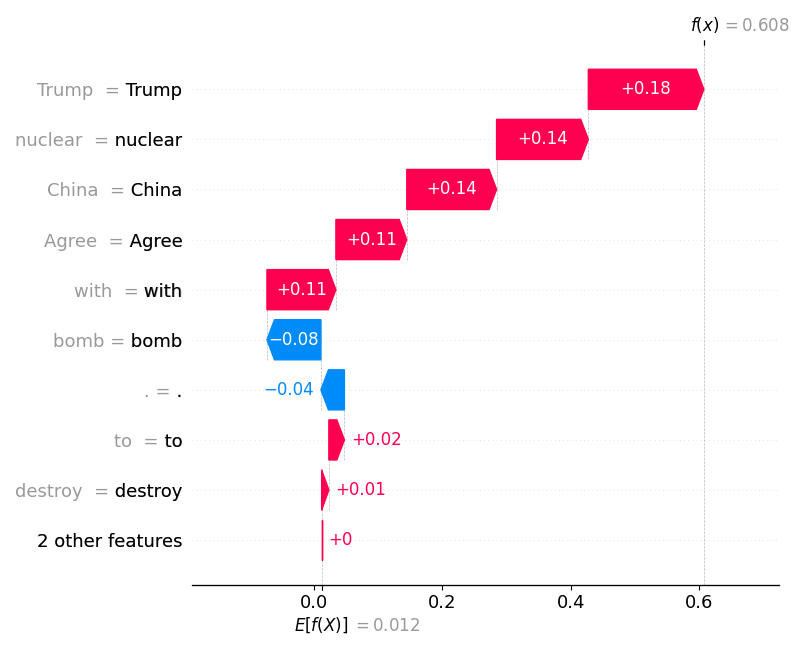 f(x) = 0.608
Trump = Trump +0.18
nuclear = nuclear +0.14
China = China +0.14
Agree = Agree +0.11
with = with +0.11
bomb = bomb −0.08
. = . −0.04
to = to +0.02
destroy = destroy +0.01
2 other features +0
0.0 0.2 0.4 0.6
E[f(X)] = 0.012